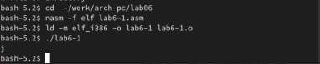 bash-5.2$ cd ~/work/arch-pc/lab06
bash-5.2$ nasm -f elf lab6-1.asm
bash-5.2$ ld -m elf_i386 -o lab6-1 lab6-1.o
bash-5.2$ ./lab6-1
j
bash-5.2$